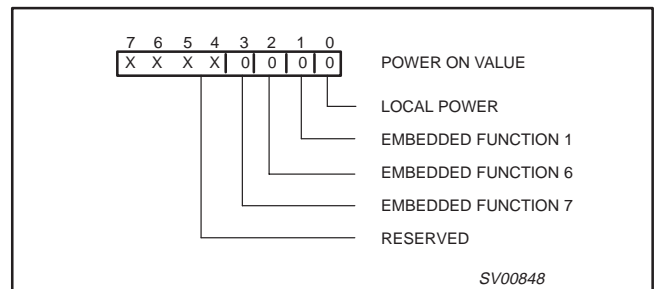 7 6 5 4 3 2 1 0
X X X X 0 0 0 0 POWER ON VALUE
LOCAL POWER
EMBEDDED FUNCTION 1
EMBEDDED FUNCTION 6
EMBEDDED FUNCTION 7
RESERVED
SV00848